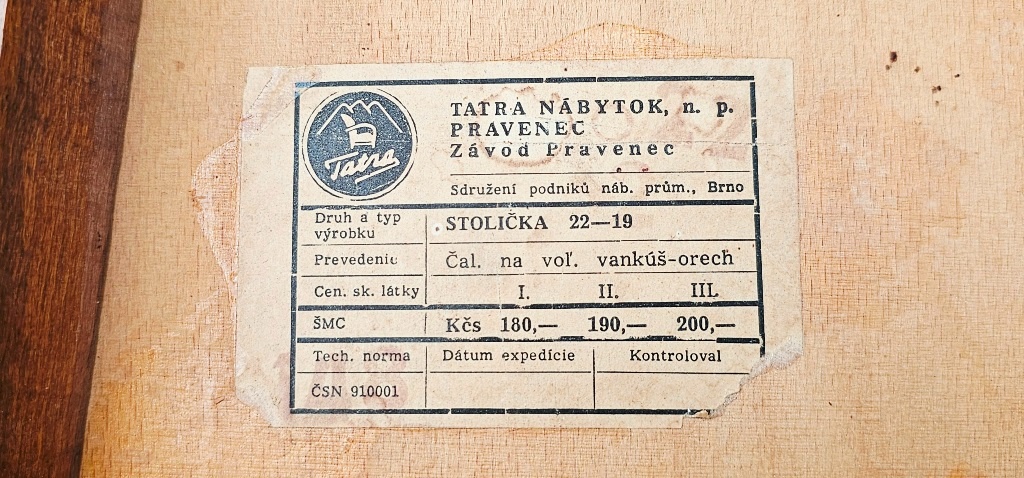 Tatra
TATRA NÁBYTOK, n. p.
PRAVENEC
Závod Pravenec
Sdružení podniků náb. prům., Brno
Druh a typ výrobku STOLIČKA 22—19
Prevedenie Čal. na voľ. vankúš-orech
Cen. sk. látky I. II. III.
ŠMC Kčs 180,— 190,— 200,—
Tech. norma Dátum expedície Kontroloval
ČSN 910001